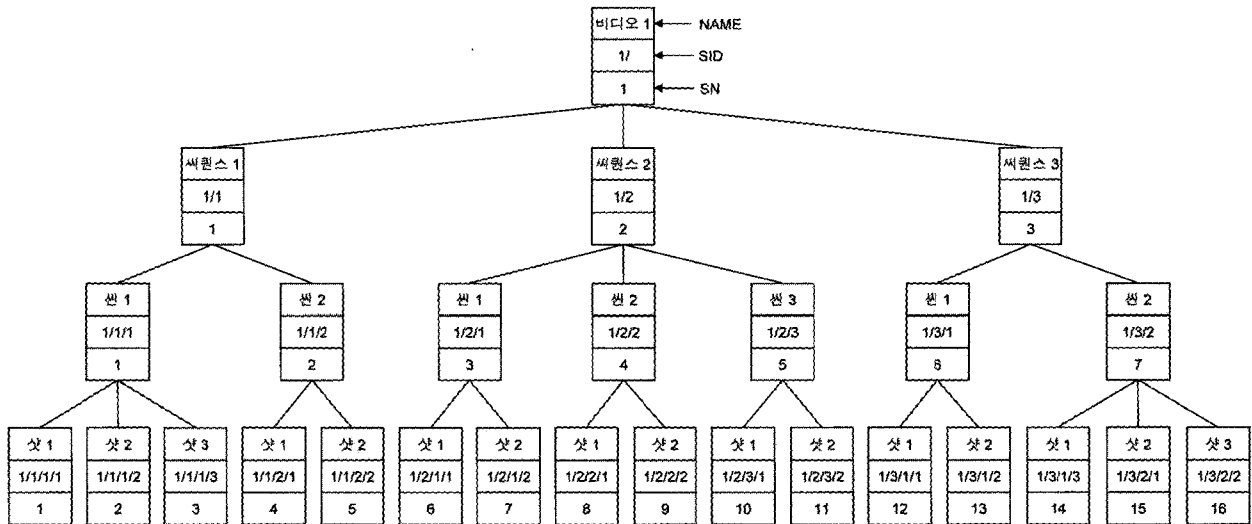 비디오 1 NAME
1/ SID
1 SN
씨퀀스 1 씨퀀스 2 씨퀀스 3
1/1 1/2 1/3
1 2 3
씬 1 씬 2 씬 1 씬 2 씬 3 씬 1 씬 2
1/1/1 1/1/2 1/2/1 1/2/2 1/2/3 1/3/1 1/3/2
1 2 3 4 5 6 7
샷 1 샷 2 샷 3 샷 1 샷 2 샷 1 샷 2 샷 1 샷 2 샷 1 샷 2 샷 1 샷 2 샷 1 샷 2 샷 3
1/1/1/1 1/1/1/2 1/1/1/3 1/1/2/1 1/1/2/2 1/2/1/1 1/2/1/2 1/2/2/1 1/2/2/2 1/2/3/1 1/2/3/2 1/3/1/1 1/3/1/2 1/3/1/3 1/3/2/1 1/3/2/2
1 2 3 4 5 6 7 8 9 10 11 12 13 14 15 16